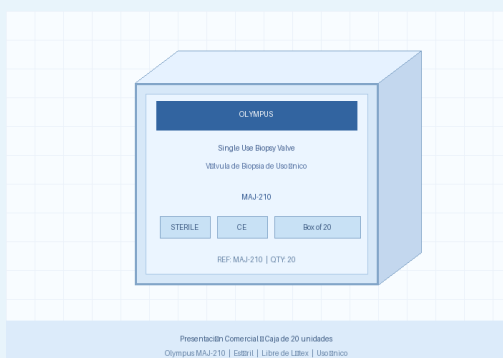 OLYMPUS
Single Use Biopsy Valve
de Biopsia de
MAJ-210
STERILE
CE
Box of 20
REF: MAJ-210 | QTY: 20
Comercial Caja de 20 unidades
Olympus MAJ-210 | | Libre de |